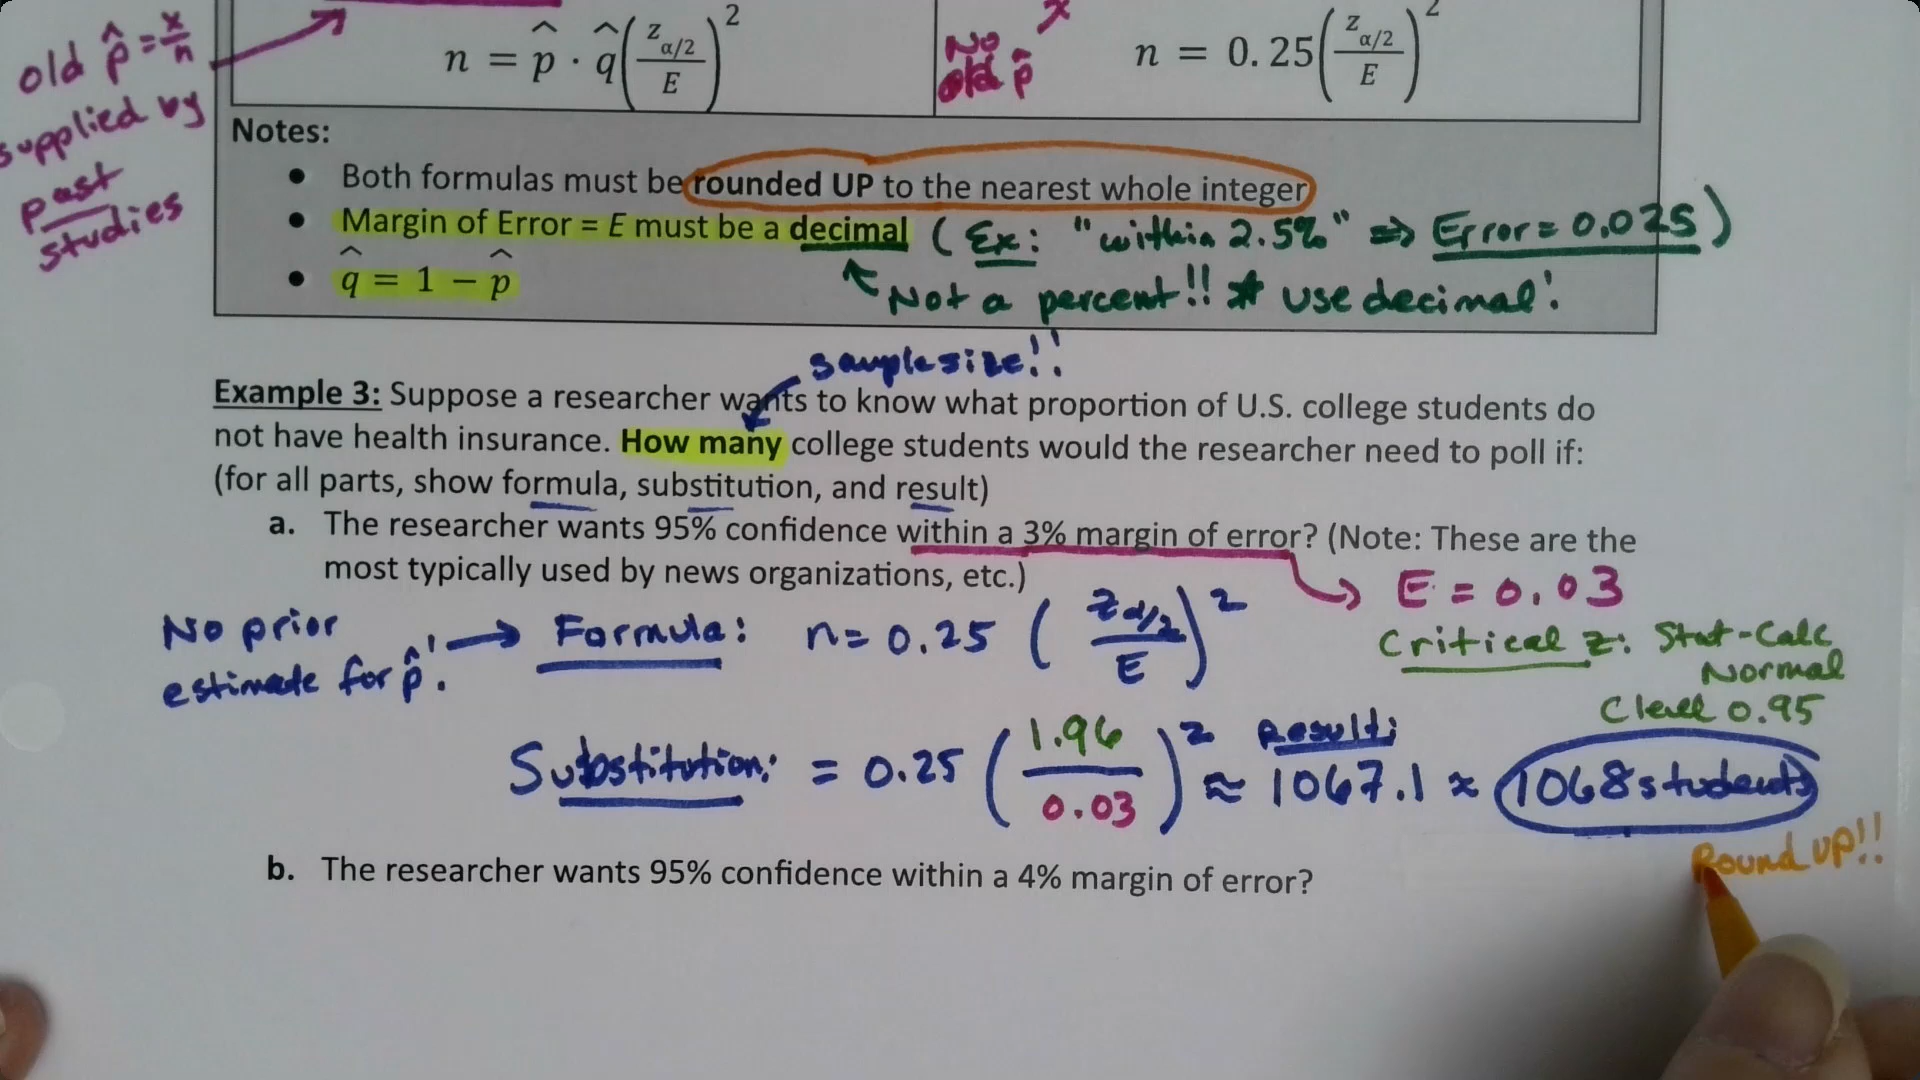 old p̂ = x/n
supplied by
past
studies
n = p̂ · q̂ (z α/2 / E)²
No
old p̂
n = 0.25 (z α/2 / E)²
Notes:
• Both formulas must be rounded UP to the nearest whole integer
• Margin of Error = E must be a decimal (Ex: "within 2.5%" ⇒ Error = 0.025)
• q̂ = 1 − p̂
Not a percent!! * use decimal!
sample size!!
Example 3: Suppose a researcher wants to know what proportion of U.S. college students do
not have health insurance. How many college students would the researcher need to poll if:
(for all parts, show formula, substitution, and result)
a. The researcher wants 95% confidence within a 3% margin of error? (Note: These are the
most typically used by news organizations, etc.)
E = 0.03
No prior
estimate for p̂!
→ Formula: n = 0.25 (z α/2 / E)²
Critical z: Stat-Calc
Normal
C level 0.95
Substitution: = 0.25 (1.96 / 0.03)²
Result:
≈ 1067.1 ≈ 1068 students
Round up!!
b. The researcher wants 95% confidence within a 4% margin of error?